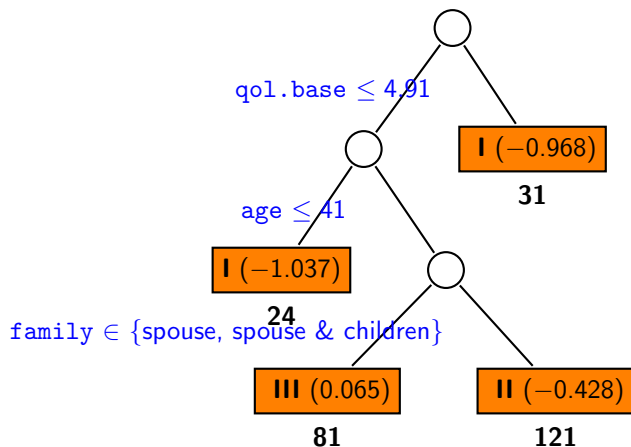 qol.base ≤ 4.91
I (−0.968)
31
age ≤ 41
I (−1.037)
24
family ∈ {spouse, spouse & children}
III (0.065)
II (−0.428)
81
121